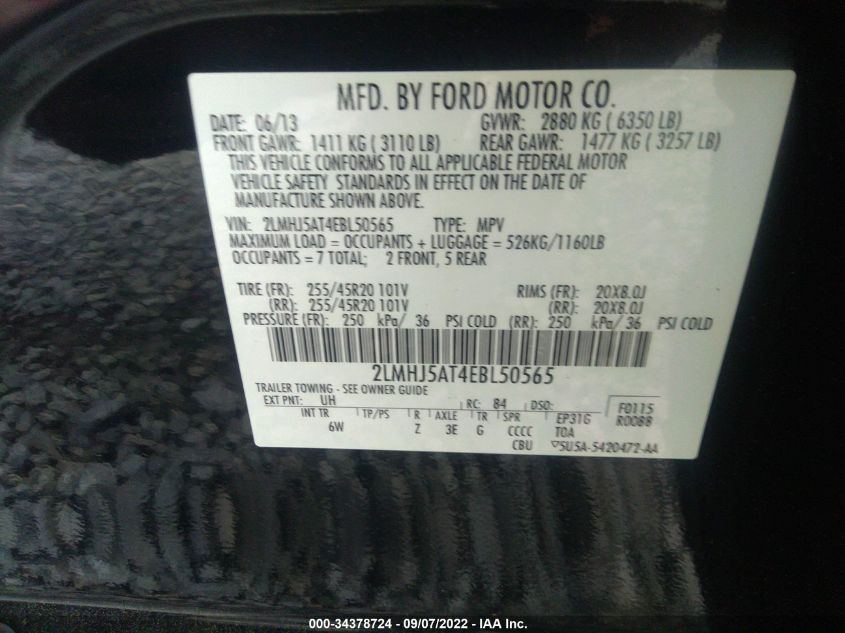 MFD. BY FORD MOTOR CO.
DATE: 06/13 GVWR: 2880 KG ( 6350 LB)
FRONT GAWR: 1411 KG ( 3110 LB) REAR GAWR: 1477 KG ( 3257 LB)
THIS VEHICLE CONFORMS TO ALL APPLICABLE FEDERAL MOTOR
VEHICLE SAFETY STANDARDS IN EFFECT ON THE DATE OF
MANUFACTURE SHOWN ABOVE.
VIN: 2LMHJ5AT4EBL50565 TYPE: MPV
MAXIMUM LOAD = OCCUPANTS + LUGGAGE = 526KG/1160LB
OCCUPANTS = 7 TOTAL; 2 FRONT, 5 REAR
TIRE (FR): 255/45R20 101V RIMS (FR): 20X8.0J
(RR): 255/45R20 101V (RR): 20X8.0J
PRESSURE (FR): 250 kPa/ 36 PSI COLD (RR): 250 kPa/ 36 PSI COLD
2LMHJ5AT4EBL50565
TRAILER TOWING - SEE OWNER GUIDE
EXT PNT: UH RC: 84 DSO: F0115
INT TR TP/PS R AXLE TR SPR EP31G R0088
6W Z 3E G CCCC TOA
CBU 5U5A-5420472-AA
000-34378724 - 09/07/2022 - IAA Inc.